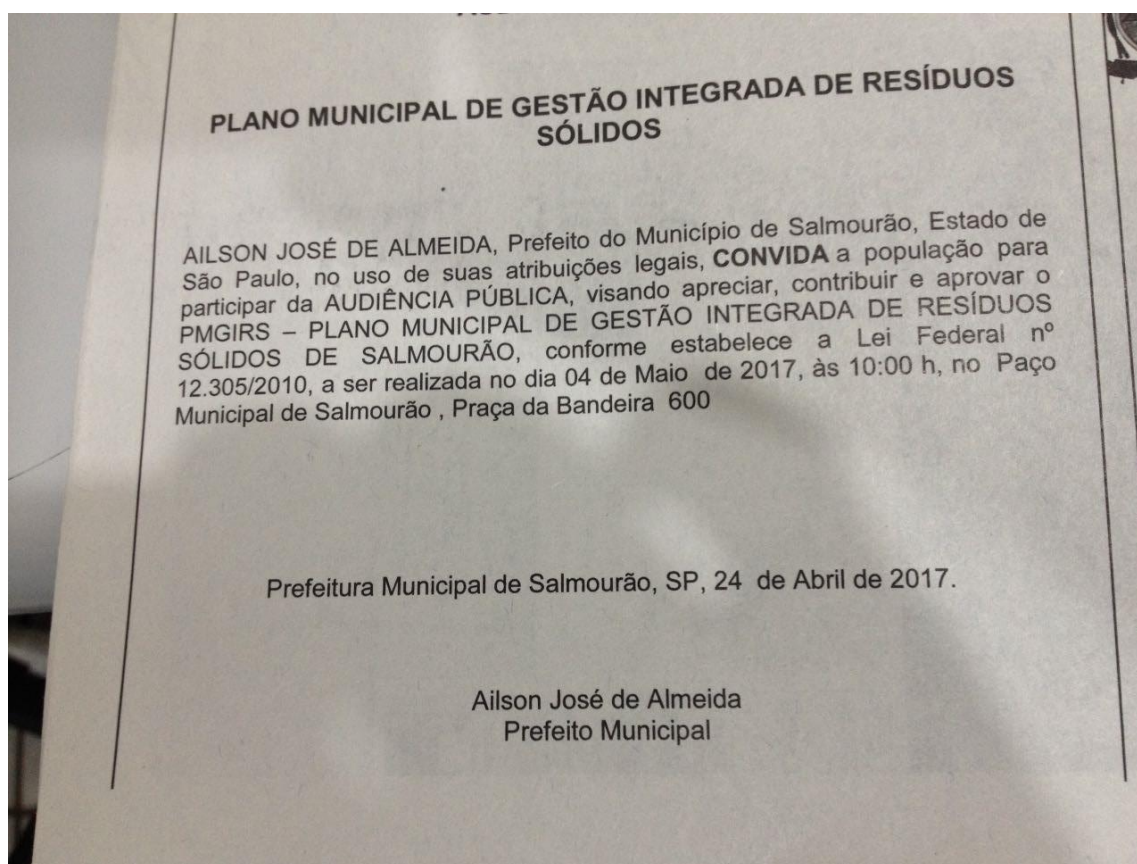 PLANO MUNICIPAL DE GESTÃO INTEGRADA DE RESÍDUOS
SÓLIDOS
AILSON JOSÉ DE ALMEIDA, Prefeito do Município de Salmourão, Estado de
São Paulo, no uso de suas atribuições legais, CONVIDA a população para
participar da AUDIÊNCIA PÚBLICA, visando apreciar, contribuir e aprovar o
PMGIRS – PLANO MUNICIPAL DE GESTÃO INTEGRADA DE RESÍDUOS
SÓLIDOS DE SALMOURÃO, conforme estabelece a Lei Federal nº
12.305/2010, a ser realizada no dia 04 de Maio de 2017, às 10:00 h, no Paço
Municipal de Salmourão , Praça da Bandeira 600
Prefeitura Municipal de Salmourão, SP, 24 de Abril de 2017.
Ailson José de Almeida
Prefeito Municipal